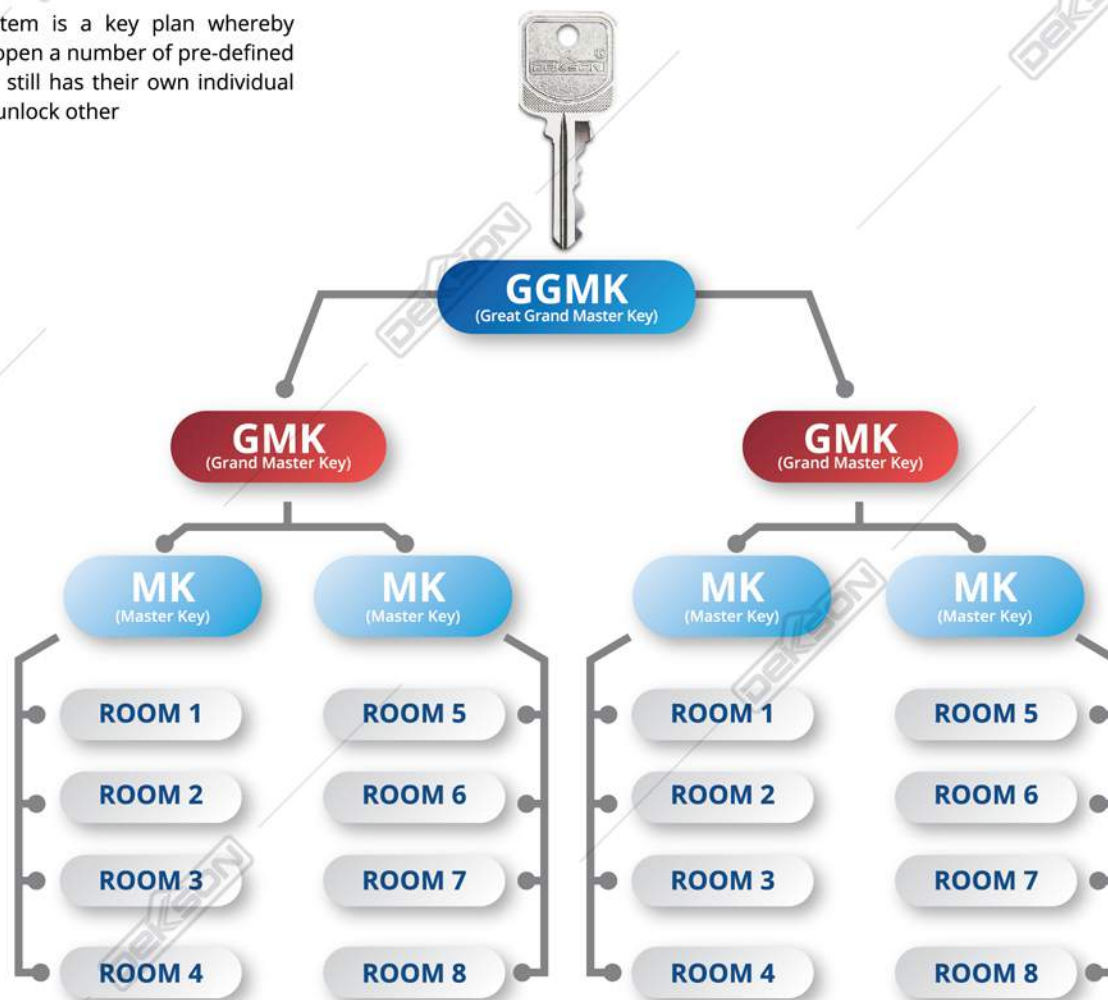 tem is a key plan whereby
open a number of pre-defined
still has their own individual
unlock other
DEKKSON
GGMK
(Great Grand Master Key)
GMK
(Grand Master Key)
GMK
(Grand Master Key)
MK
(Master Key)
MK
(Master Key)
MK
(Master Key)
MK
(Master Key)
ROOM 1
ROOM 5
ROOM 1
ROOM 5
ROOM 2
ROOM 6
ROOM 2
ROOM 6
ROOM 3
ROOM 7
ROOM 3
ROOM 7
ROOM 4
ROOM 8
ROOM 4
ROOM 8